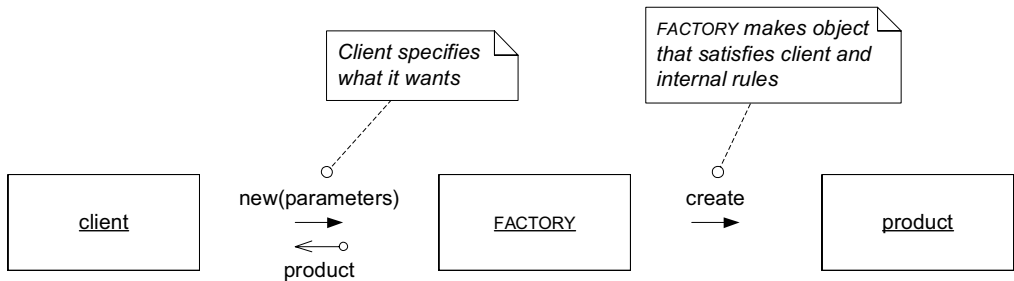 Client specifies
what it wants
FACTORY makes object
that satisfies client and
internal rules
client
new(parameters)
product
FACTORY
create
product